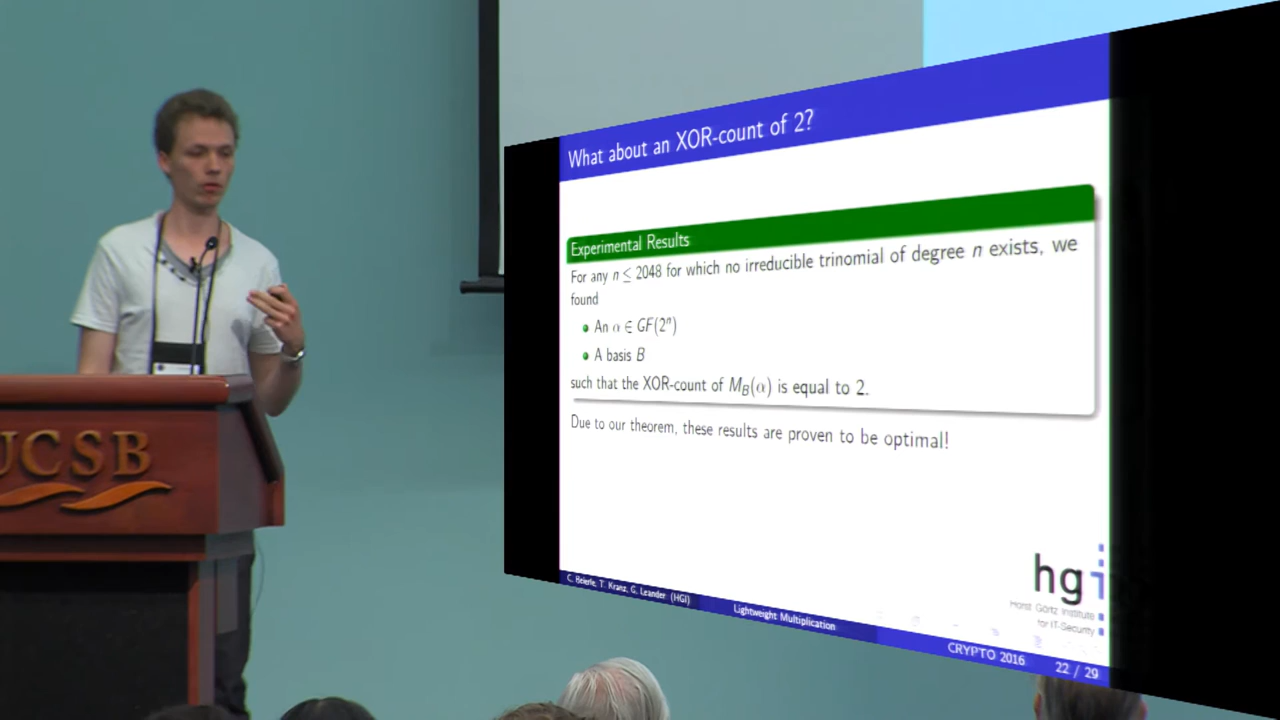 What about an XOR-count of 2?
Experimental Results
For any n ≤ 2048 for which no irreducible trinomial of degree n exists, we
found
An α ∈ GF(2ⁿ)
A basis B
such that the XOR-count of M_B(α) is equal to 2.
Due to our theorem, these results are proven to be optimal!
hgi
Horst Görtz Institute
for IT-Security
C. Beierle, T. Kranz, G. Leander (HGI)
Lightweight Multiplication
CRYPTO 2016
22 / 29
UCSB